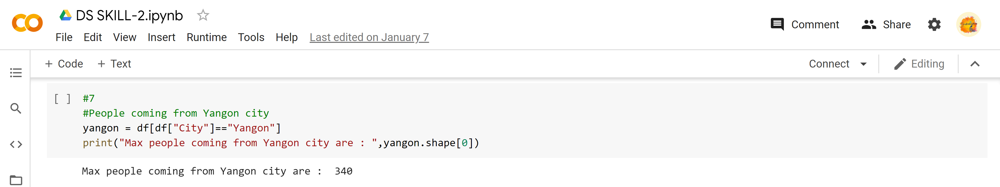 DS SKILL-2.ipynb
File Edit View Insert Runtime Tools Help Last edited on January 7
Comment Share
+ Code + Text
Connect Editing
[ ] #7
#People coming from Yangon city
yangon = df[df["City"]=="Yangon"]
print("Max people coming from Yangon city are : ",yangon.shape[0])
Max people coming from Yangon city are :  340